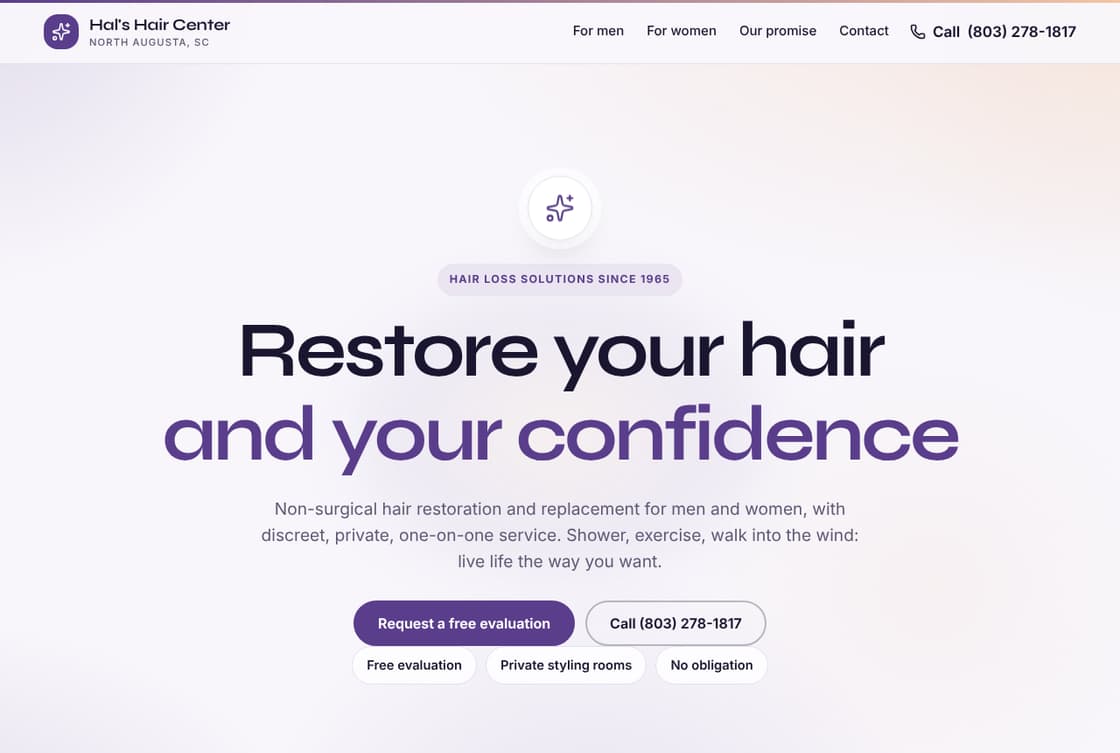 Hal's Hair Center
NORTH AUGUSTA, SC
For men
For women
Our promise
Contact
Call (803) 278-1817
HAIR LOSS SOLUTIONS SINCE 1965
Restore your hair
and your confidence
Non-surgical hair restoration and replacement for men and women, with
discreet, private, one-on-one service. Shower, exercise, walk into the wind:
live life the way you want.
Request a free evaluation
Call (803) 278-1817
Free evaluation
Private styling rooms
No obligation